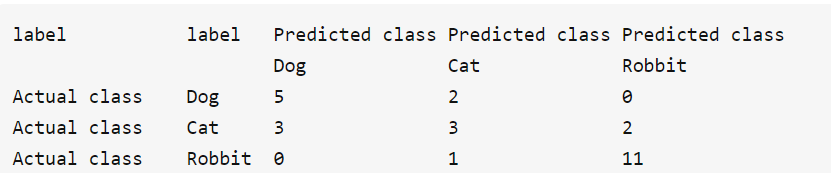 label label Predicted class Predicted class Predicted class
Dog Cat Robbit
Actual class Dog 5 2 0
Actual class Cat 3 3 2
Actual class Robbit 0 1 11